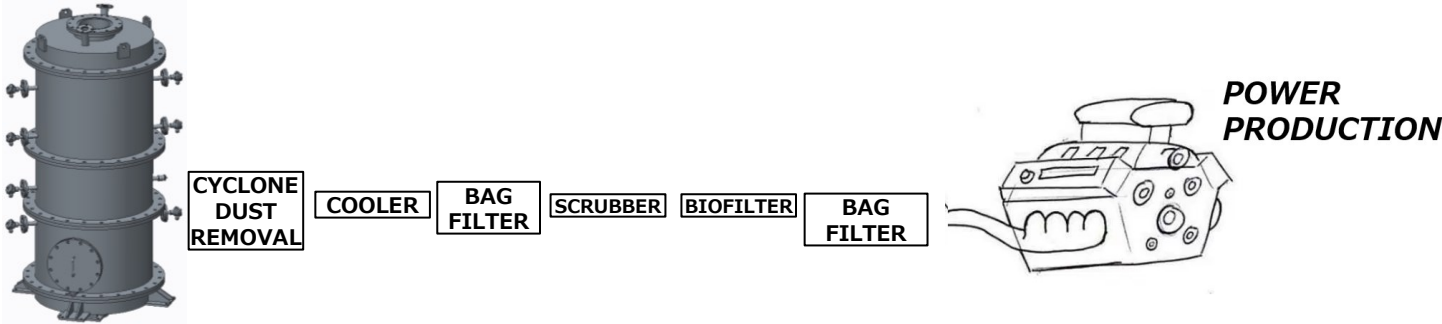 POWER
PRODUCTION
CYCLONE
DUST
REMOVAL
COOLER
BAG
FILTER
SCRUBBER
BIOFILTER
BAG
FILTER